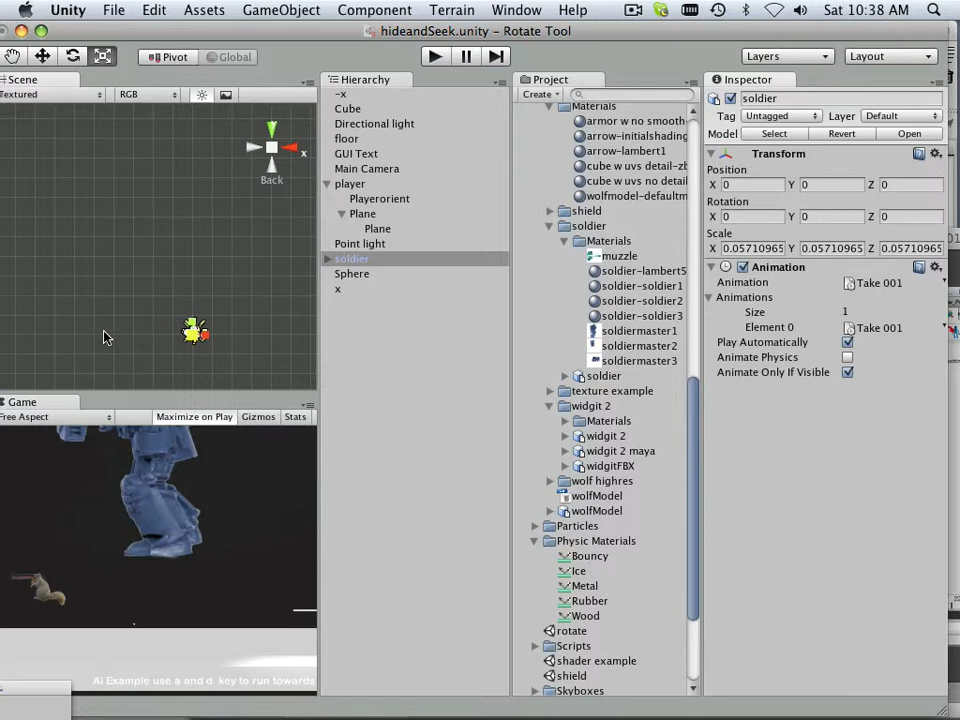 Unity File Edit Assets GameObject Component Terrain Window Help Sat 10:38 AM
hideandSeek.unity – Rotate Tool
Pivot Global Layers Layout
Scene
Textured RGB
x
Back
Game
Free Aspect Maximize on Play Gizmos Stats
Ai Example use a and d key to run towards
Hierarchy
-x
Cube
Directional light
floor
GUI Text
Main Camera
player
Playerorient
Plane
Plane
Point light
soldier
Sphere
x
Project
Create
Materials
armor w no smooth
arrow-initialshading
arrow-lambert1
cube w uvs detail-zb
cube w uvs no detail
wolfmodel-defaultm
shield
soldier
Materials
muzzle
soldier-lambert5
soldier-soldier1
soldier-soldier2
soldier-soldier3
soldiermaster1
soldiermaster2
soldiermaster3
soldier
texture example
widgit 2
Materials
widgit 2
widgit 2 maya
widgitFBX
wolf highres
wolfModel
wolfModel
Particles
Physic Materials
Bouncy
Ice
Metal
Rubber
Wood
rotate
Scripts
shader example
shield
Skyboxes
Inspector
soldier
Tag Untagged Layer Default
Model Select Revert Open
Transform
Position
X 0 Y 0 Z 0
Rotation
X 0 Y 0 Z 0
Scale
X 0.05710965 Y 0.05710965 Z 0.05710965
Animation
Animation Take 001
Animations
Size 1
Element 0 Take 001
Play Automatically
Animate Physics
Animate Only If Visible